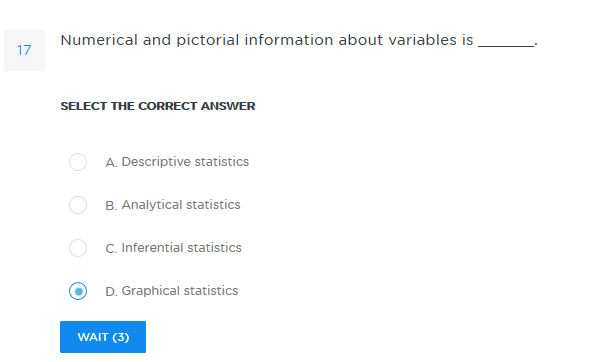 17
Numerical and pictorial information about variables is _______.
SELECT THE CORRECT ANSWER
A. Descriptive statistics
B. Analytical statistics
C. Inferential statistics
D. Graphical statistics
WAIT (3)